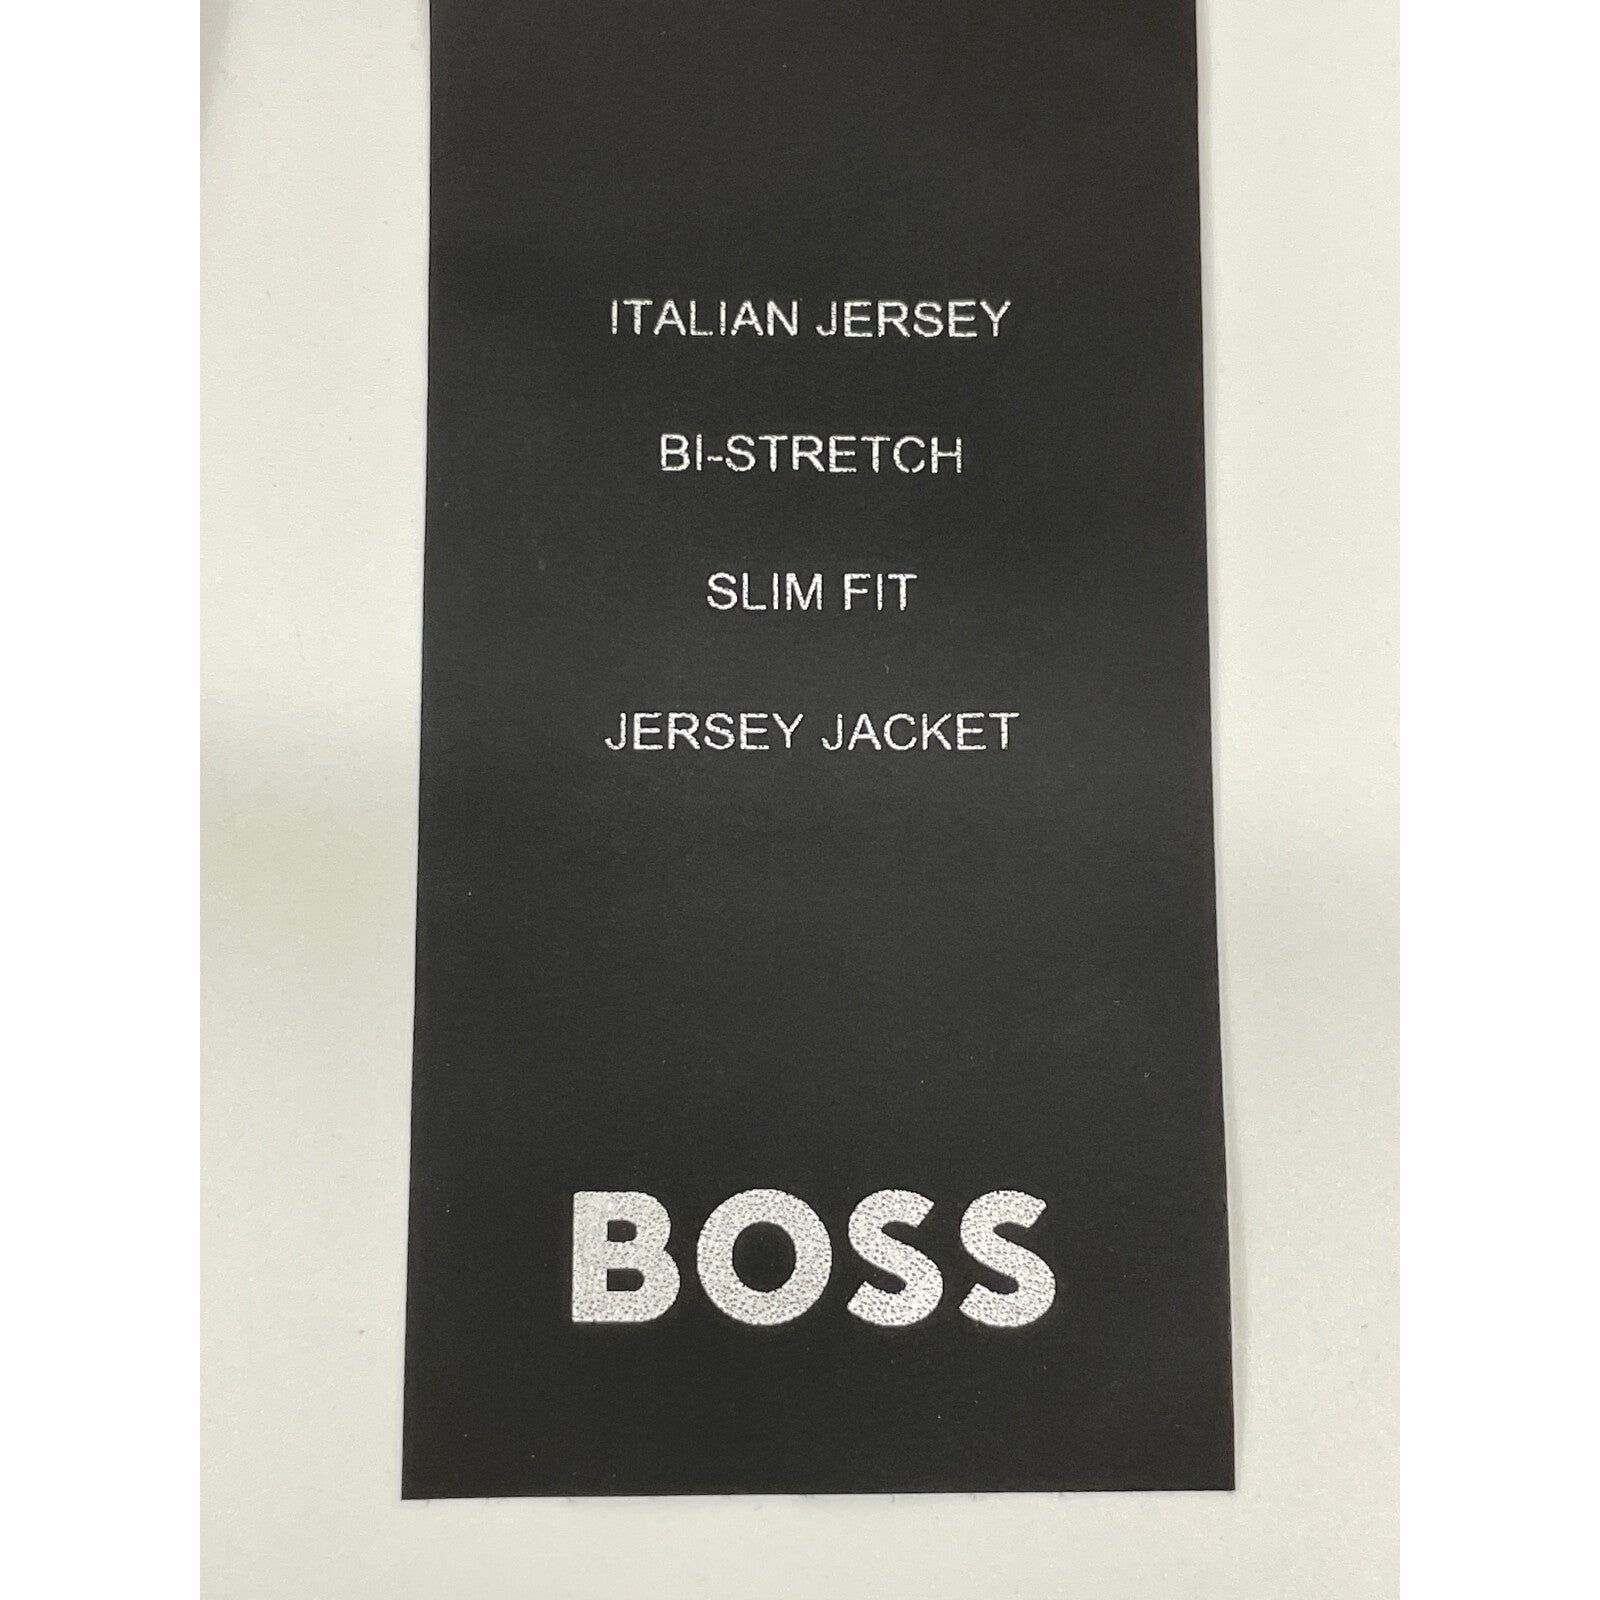 ITALIAN JERSEY
BI-STRETCH
SLIM FIT
JERSEY JACKET
BOSS